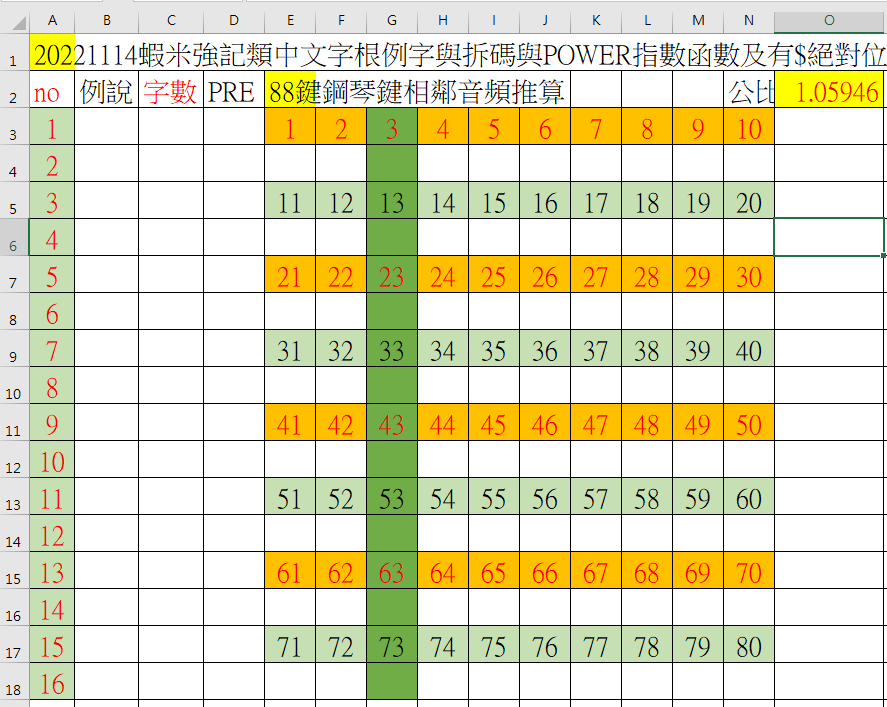 A B C D E F G H I J K L M N O
1 20221114蝦米強記類中文字根例字與拆碼與POWER指數函數及有$絕對位
2 no 例說 字數 PRE 88鍵鋼琴鍵相鄰音頻推算 公比 1.05946
3 1 1 2 3 4 5 6 7 8 9 10
4 2
5 3 11 12 13 14 15 16 17 18 19 20
6 4
7 5 21 22 23 24 25 26 27 28 29 30
8 6
9 7 31 32 33 34 35 36 37 38 39 40
10 8
11 9 41 42 43 44 45 46 47 48 49 50
12 10
13 11 51 52 53 54 55 56 57 58 59 60
14 12
15 13 61 62 63 64 65 66 67 68 69 70
16 14
17 15 71 72 73 74 75 76 77 78 79 80
18 16